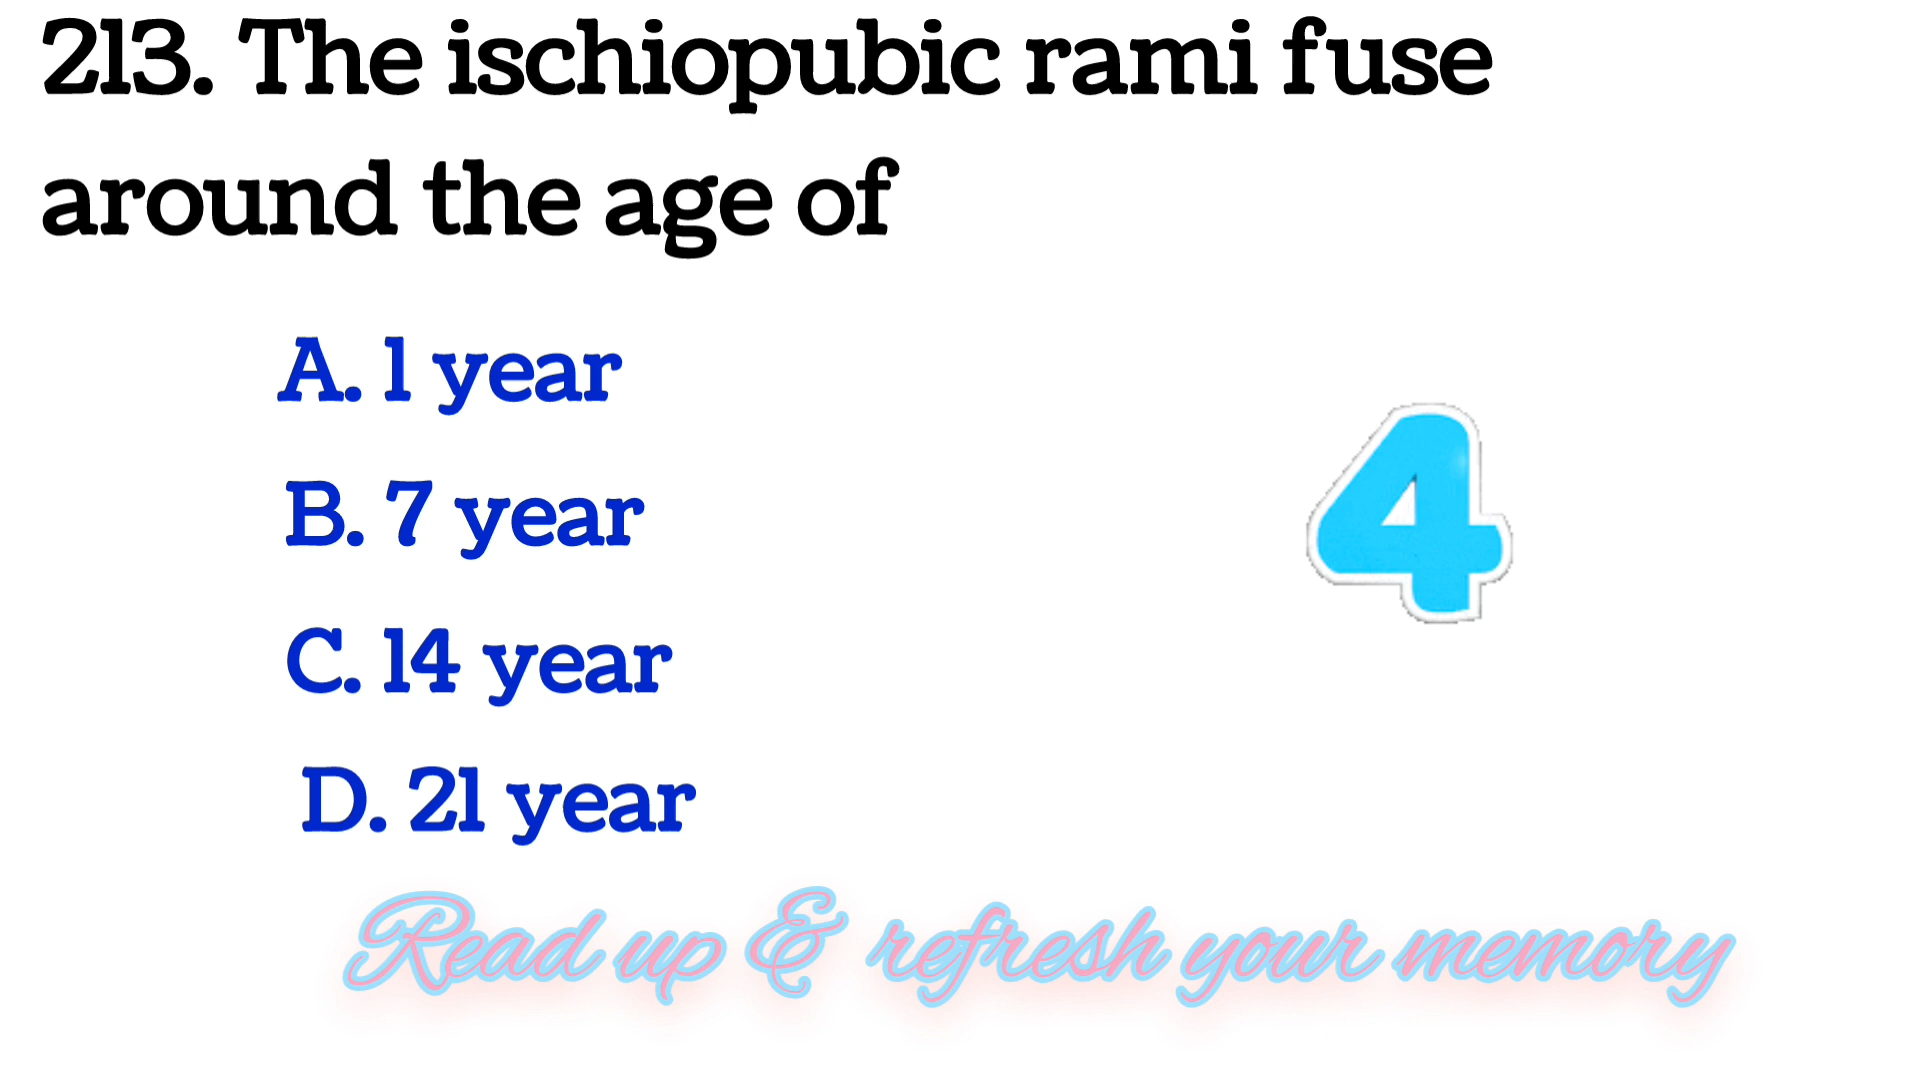 213. The ischiopubic rami fuse
around the age of
A. 1 year
B. 7 year
4
C. 14 year
D. 21 year
Read up & refresh your memory